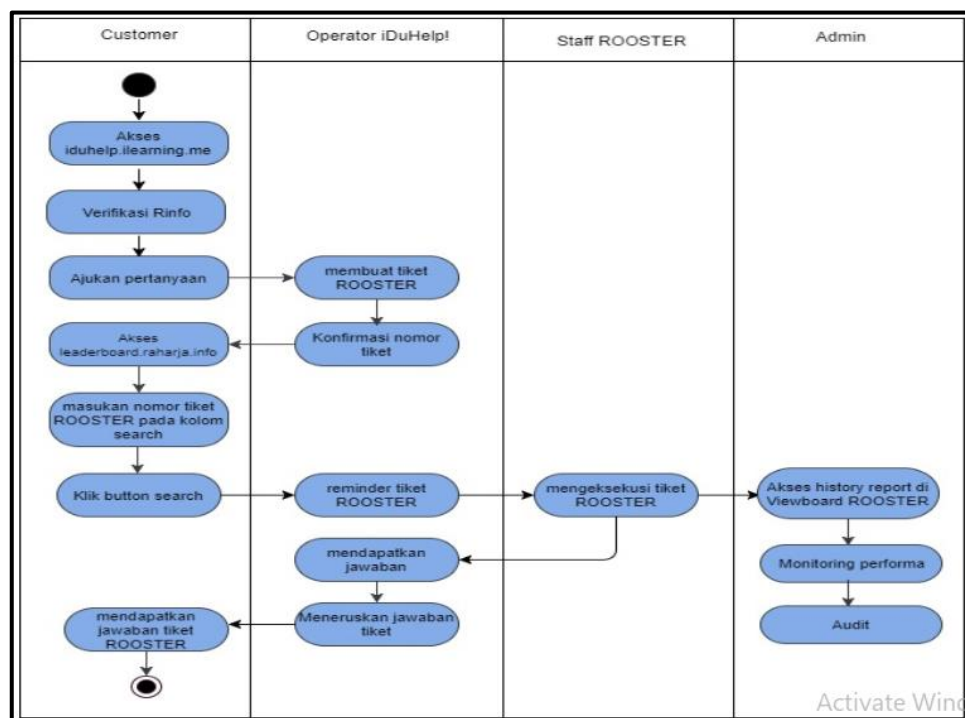 Customer
Operator iDuHelp!
Staff ROOSTER
Admin
Akses
iduhelp.ilearning.me
Verifikasi Rinfo
Ajukan pertanyaan
membuat tiket
ROOSTER
Konfirmasi nomor
tiket
Akses
leaderboard.raharja.info
masukan nomor tiket
ROOSTER pada kolom
search
Klik button search
reminder tiket
ROOSTER
mengeksekusi tiket
ROOSTER
Akses history report di
Viewboard ROOSTER
mendapatkan
jawaban
Monitoring performa
Meneruskan jawaban
tiket
Audit
mendapatkan
jawaban tiket
ROOSTER
Activate Wind